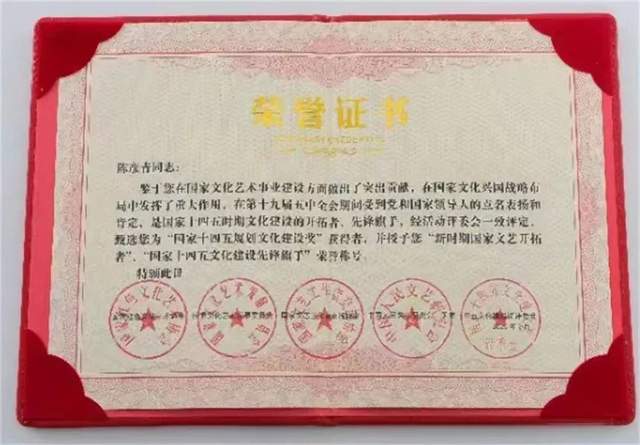 荣誉证书
陈彦青同志:
鉴于您在国家文化艺术事业建设方面做出了突出贡献,在国家文化兴国战略布
局中发挥了重大作用,在第十九届五中全会期间受到党和国家领导人的点名表扬和
肯定,是国家十四五时期文化建设的开拓者、先锋旗手,经活动评委会一致评定,
甄选您为“国家十四五规划文化建设奖”获得者,并授予您“新时期国家文艺开拓
者”、“国家十四五文化建设先锋旗手”荣誉称号。
特颁此证